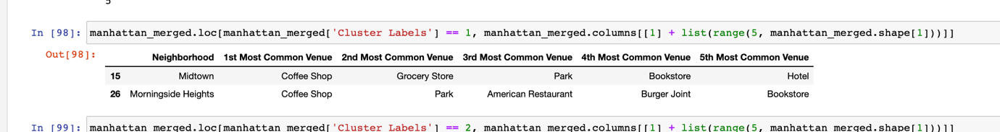 5
In [98]: manhattan_merged.loc[manhattan_merged['Cluster Labels'] == 1, manhattan_merged.columns[[1] + list(range(5, manhattan_merged.shape[1]))]]
Out[98]:
Neighborhood 1st Most Common Venue 2nd Most Common Venue 3rd Most Common Venue 4th Most Common Venue 5th Most Common Venue
15 Midtown Coffee Shop Grocery Store Park Bookstore Hotel
26 Morningside Heights Coffee Shop Park American Restaurant Burger Joint Bookstore
In [99]: manhattan_merged.loc[manhattan_merged['Cluster Labels'] == 2, manhattan_merged.columns[[1] + list(range(5, manhattan_merged.shape[1]))]]